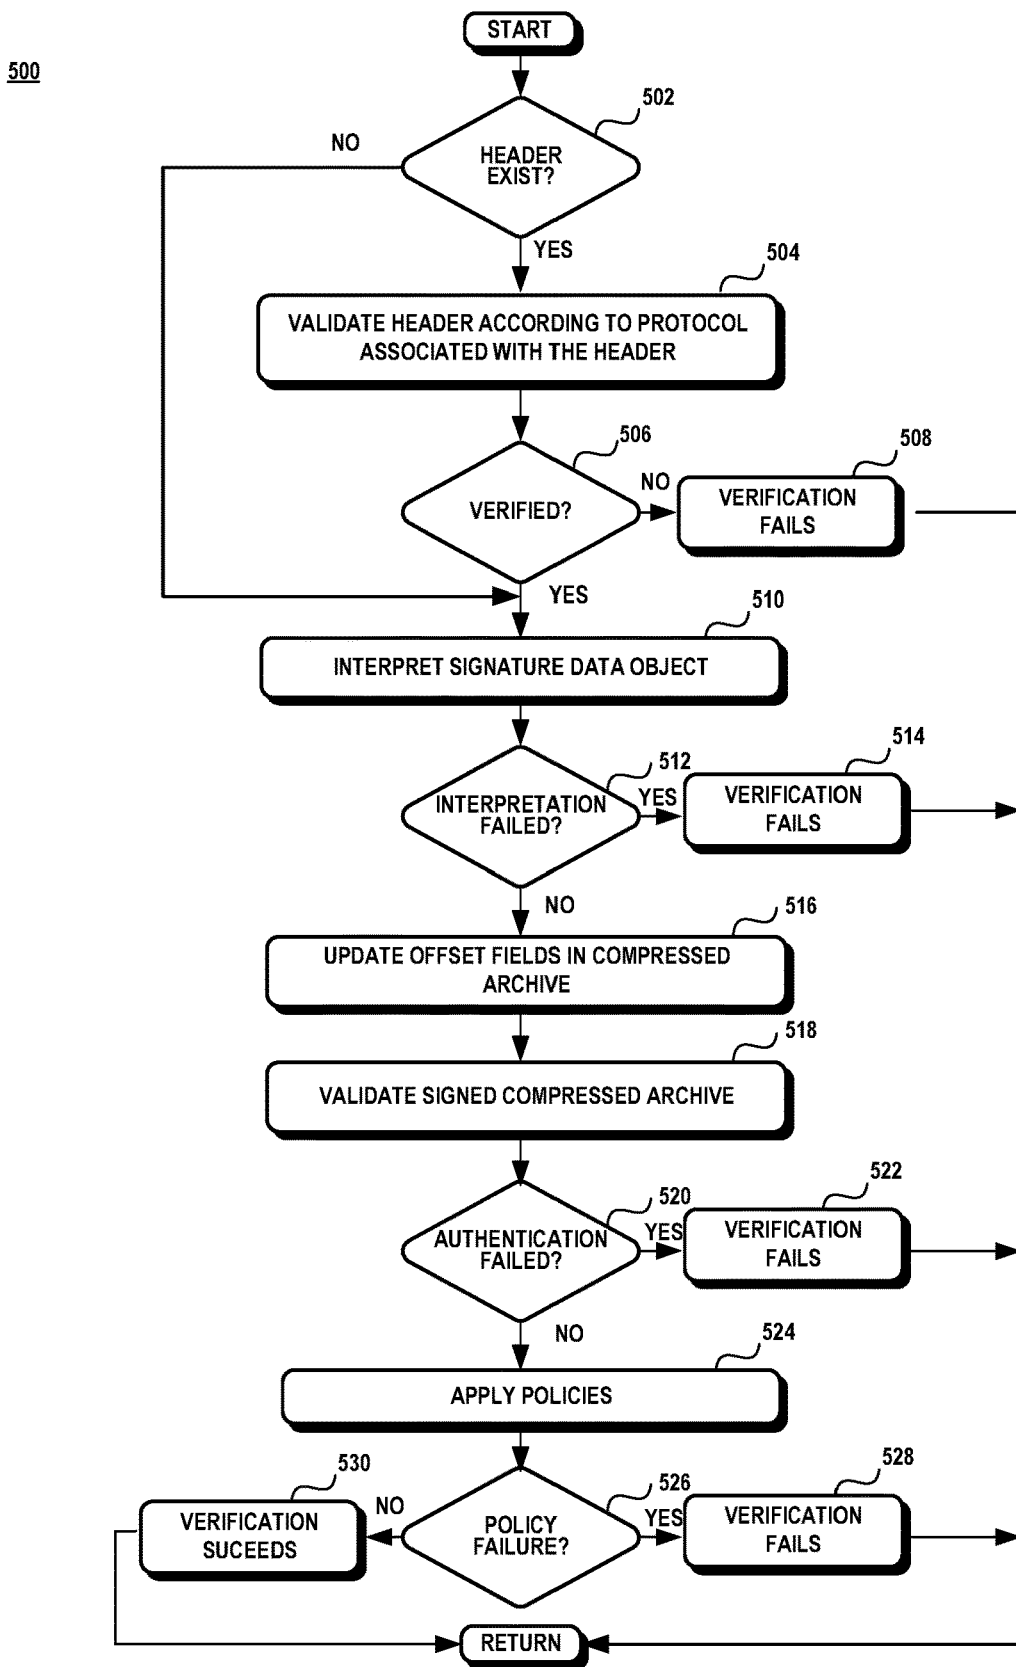 START
500
502
NO
HEADER
EXIST?
YES
504
VALIDATE HEADER ACCORDING TO PROTOCOL
ASSOCIATED WITH THE HEADER
506
508
VERIFIED?
NO
VERIFICATION
FAILS
YES
510
INTERPRET SIGNATURE DATA OBJECT
512
514
INTERPRETATION
FAILED?
YES
VERIFICATION
FAILS
NO
516
UPDATE OFFSET FIELDS IN COMPRESSED
ARCHIVE
518
VALIDATE SIGNED COMPRESSED ARCHIVE
520
522
AUTHENTICATION
FAILED?
YES
VERIFICATION
FAILS
NO
524
APPLY POLICIES
530
526
528
VERIFICATION
SUCEEDS
NO
POLICY
FAILURE?
YES
VERIFICATION
FAILS
RETURN